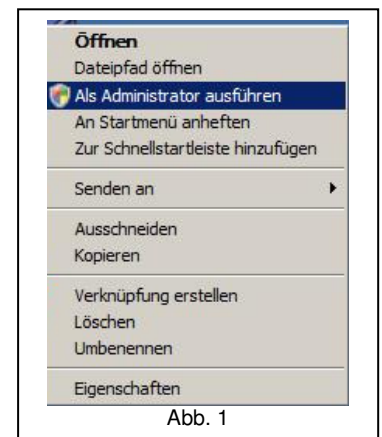 Öffnen
Dateipfad öffnen
Als Administrator ausführen
An Startmenü anheften
Zur Schnellstartleiste hinzufügen
Senden an
Ausschneiden
Kopieren
Verknüpfung erstellen
Löschen
Umbenennen
Eigenschaften
Abb. 1